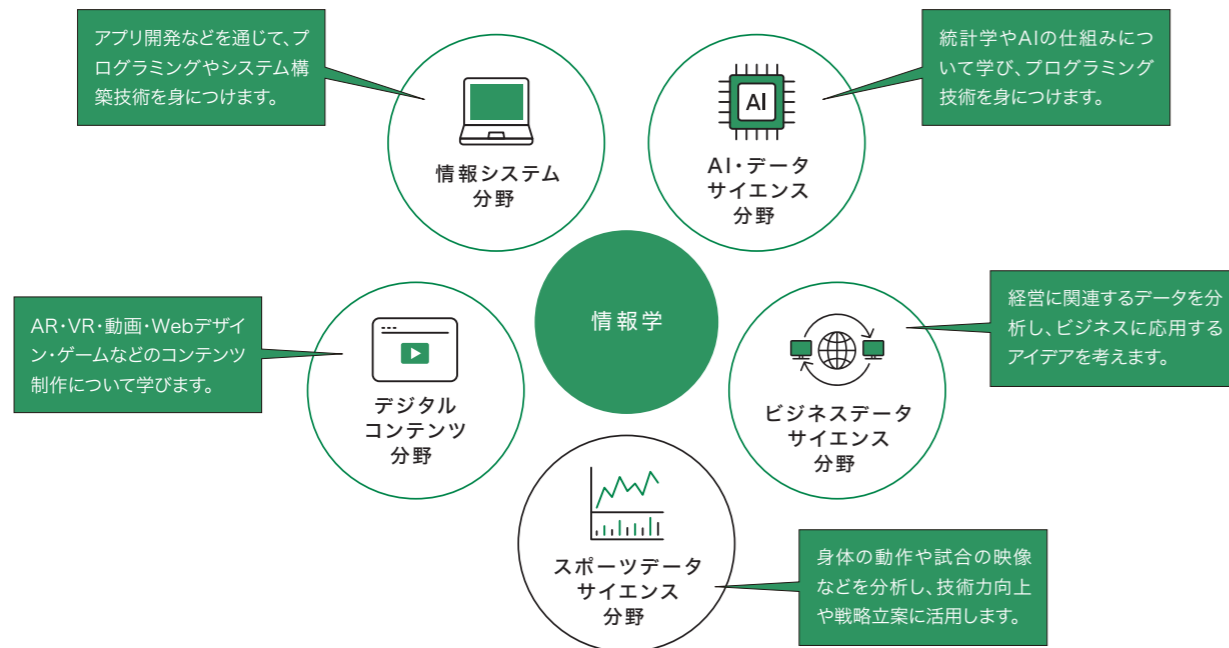 アプリ開発などを通じて、プ
ログラミングやシステム構
築技術を身につけます。
情報システム
分野
統計学やAIの仕組みにつ
いて学び、プログラミング
技術を身につけます。
AI
AI・データ
サイエンス
分野
情報学
AR・VR・動画・Webデザイ
ン・ゲームなどのコンテンツ
制作について学びます。
デジタル
コンテンツ
分野
経営に関連するデータを分
析し、ビジネスに応用する
アイデアを考えます。
ビジネスデータ
サイエンス
分野
スポーツデータ
サイエンス
分野
身体の動作や試合の映像
などを分析し、技術力向上
や戦略立案に活用します。